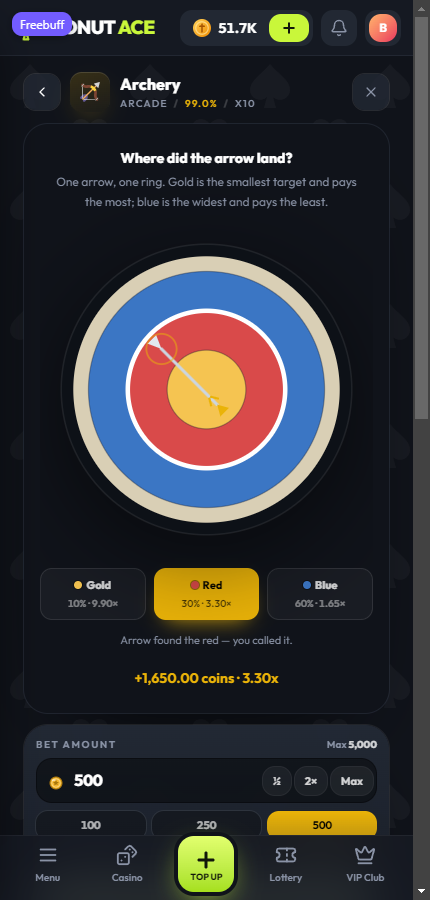 Freebuff
ONUT ACE
51.7K
B
Archery
ARCADE / 99.0% / X10
Where did the arrow land?
One arrow, one ring. Gold is the smallest target and pays
the most; blue is the widest and pays the least.
Gold
10% · 9.90×
Red
30% · 3.30×
Blue
60% · 1.65×
Arrow found the red — you called it.
+1,650.00 coins · 3.30x
BET AMOUNT
Max 5,000
500
½
2×
Max
100
250
500
Menu
Casino
TOP UP
Lottery
VIP Club